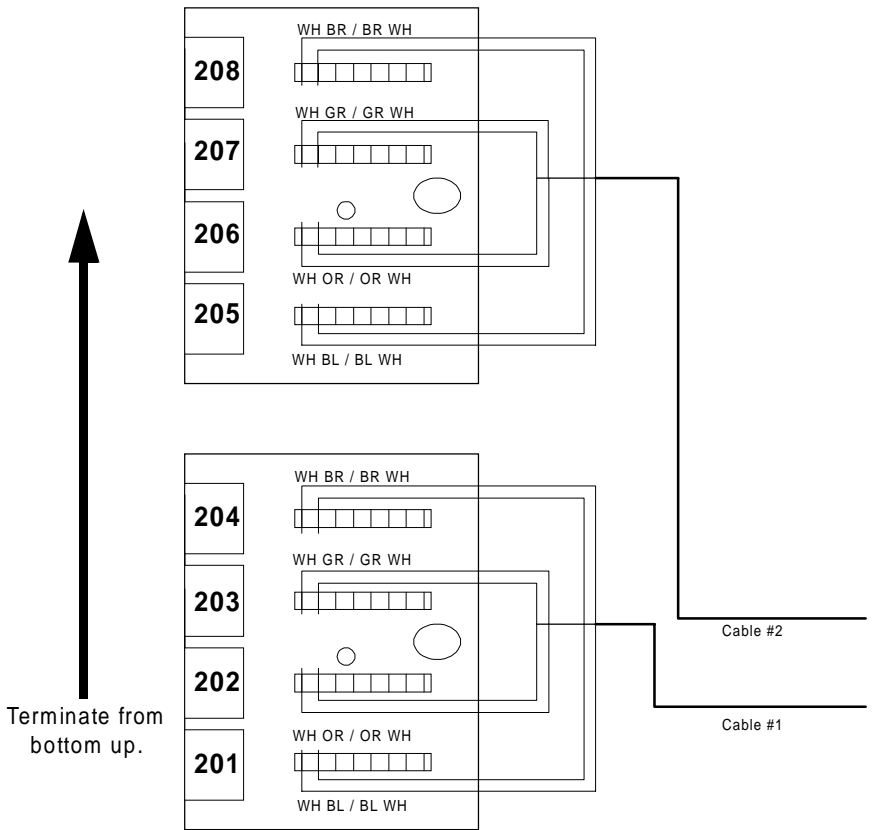 WH BR / BR WH
208
WH GR / GR WH
207
206
WH OR / OR WH
205
WH BL / BL WH
WH BR / BR WH
204
WH GR / GR WH
203
Cable #2
202
Terminate from
bottom up.
Cable #1
WH OR / OR WH
201
WH BL / BL WH